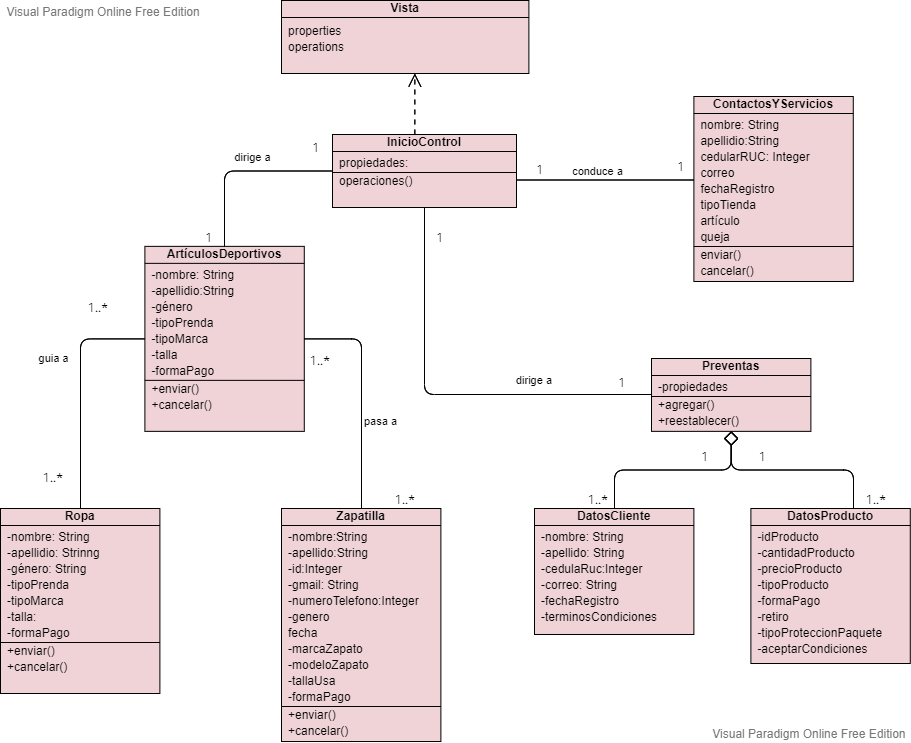 Visual Paradigm Online Free Edition
Vista
properties
operations
InicioControl
propiedades:
operaciones()
dirige a
1
1
1
conduce a
1
ContactosYServicios
nombre: String
apellidio:String
cedularRUC: Integer
correo
fechaRegistro
tipoTienda
artículo
queja
enviar()
cancelar()
ArtículosDeportivos
-nombre: String
-apellidio:String
-género
-tipoPrenda
-tipoMarca
-talla
-formaPago
+enviar()
+cancelar()
1
dirige a
1
1..*
guia a
1..*
1..*
pasa a
1..*
Preventas
-propiedades
+agregar()
+reestablecer()
1
1
1..*
1..*
Ropa
-nombre: String
-apellidio: Strinng
-género: String
-tipoPrenda
-tipoMarca
-talla:
-formaPago
+enviar()
+cancelar()
Zapatilla
-nombre:String
-apellido:String
-id:Integer
-gmail: String
-numeroTelefono:Integer
-genero
fecha
-marcaZapato
-modeloZapato
-tallaUsa
-formaPago
+enviar()
+cancelar()
DatosCliente
-nombre: String
-apellido: String
-cedulaRuc:Integer
-correo: String
-fechaRegistro
-terminosCondiciones
DatosProducto
-idProducto
-cantidadProducto
-precioProducto
-tipoProducto
-formaPago
-retiro
-tipoProteccionPaquete
-aceptarCondiciones
Visual Paradigm Online Free Edition